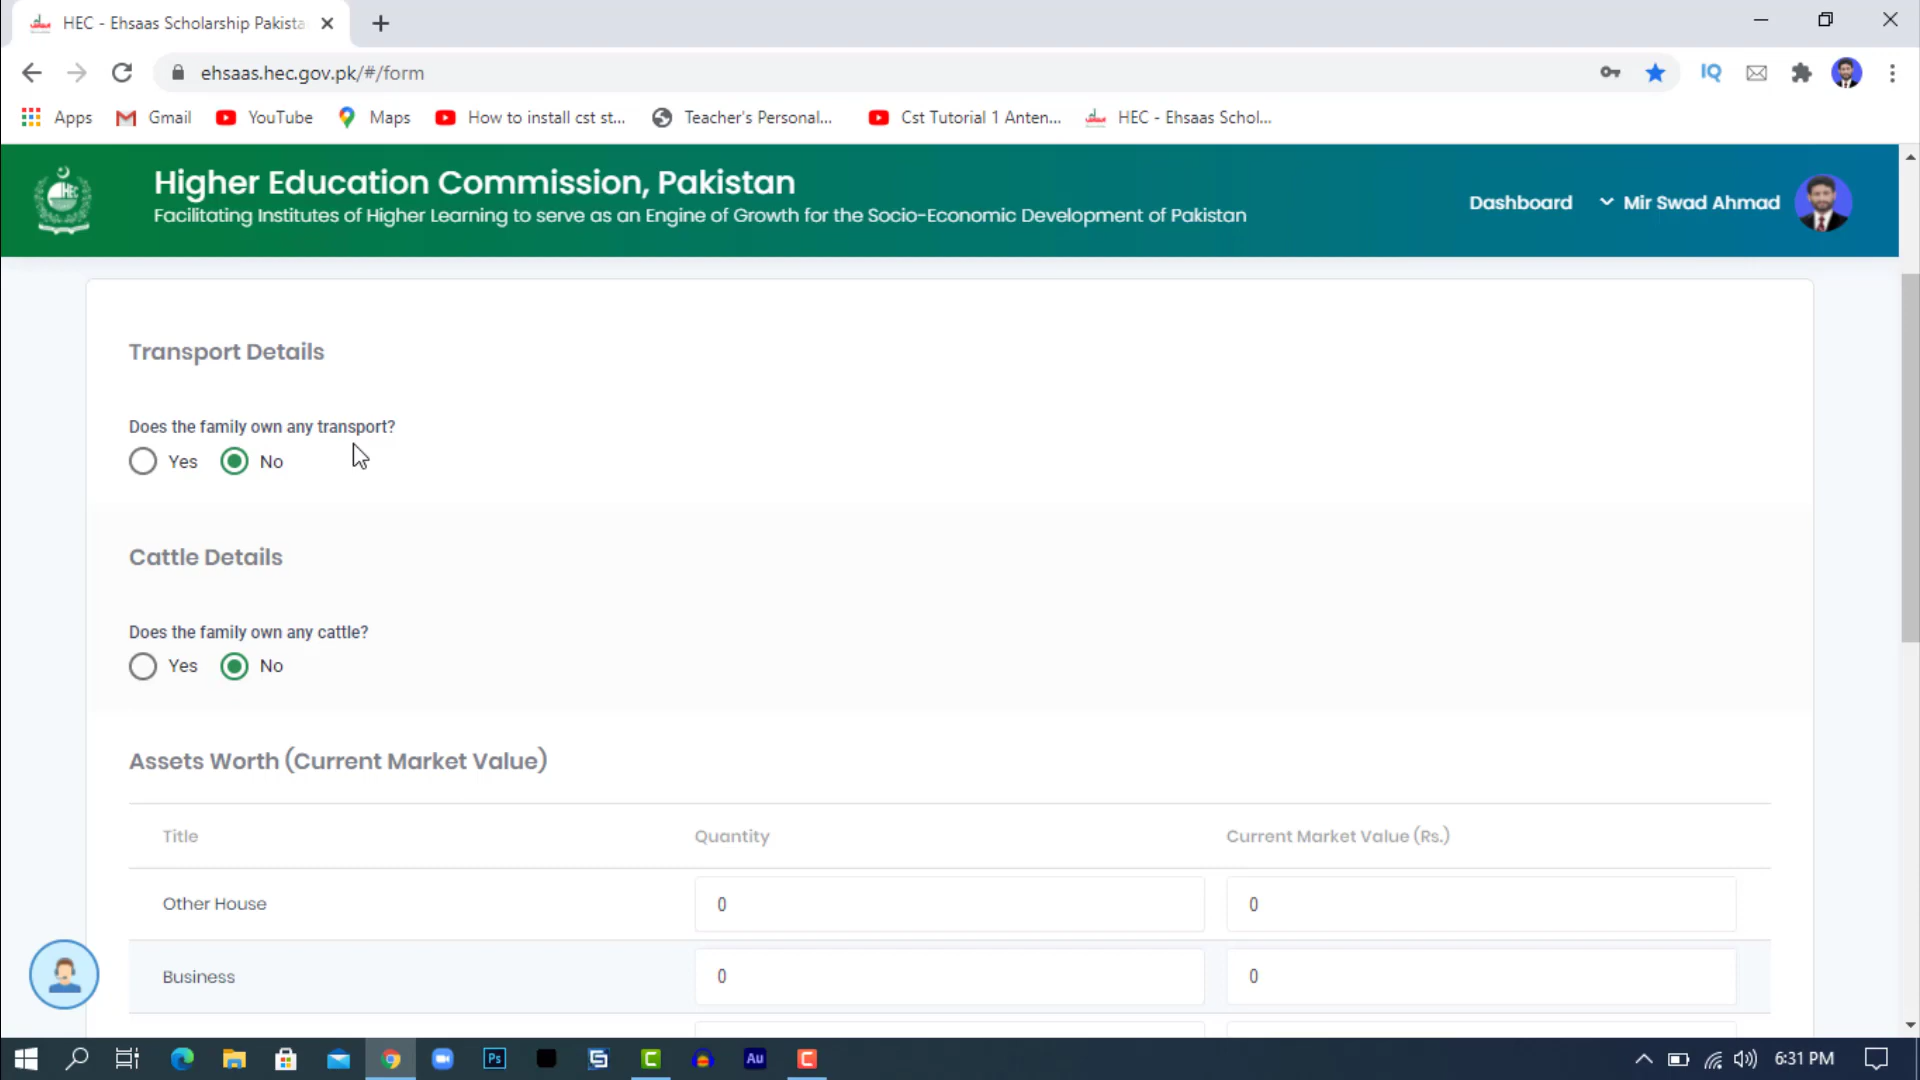 HEC - Ehsaas Scholarship Pakista
ehsaas.hec.gov.pk/#/form
IQ
Apps
Gmail
YouTube
Maps
How to install cst st...
Teacher's Personal...
Cst Tutorial 1 Anten...
HEC - Ehsaas Schol...
HEC
Higher Education Commission, Pakistan
Facilitating Institutes of Higher Learning to serve as an Engine of Growth for the Socio-Economic Development of Pakistan
Dashboard
Mir Swad Ahmad
Transport Details
Does the family own any transport?
Yes No
Cattle Details
Does the family own any cattle?
Yes No
Assets Worth (Current Market Value)
Title Quantity Current Market Value (Rs.)
Other House 0 0
Business 0 0
Ps
Au
6:31 PM